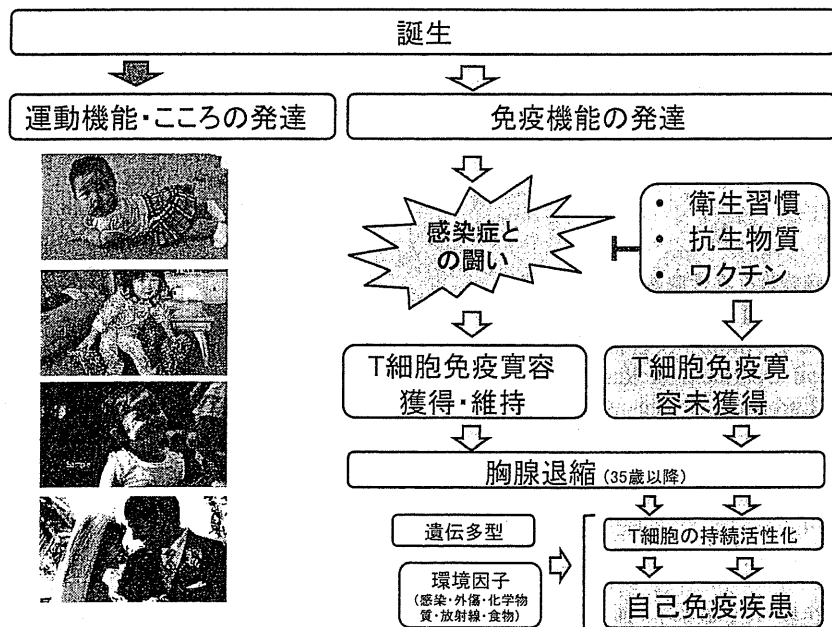 誕生
運動機能・こころの発達
免疫機能の発達
感染症と
の闘い
• 衛生習慣
• 抗生物質
• ワクチン
T細胞免疫寛容
獲得・維持
T細胞免疫寛
容未獲得
胸腺退縮(35歳以降)
遺伝多型
T細胞の持続活性化
環境因子
(感染・外傷・化学物
質・放射線・食物)
自己免疫疾患